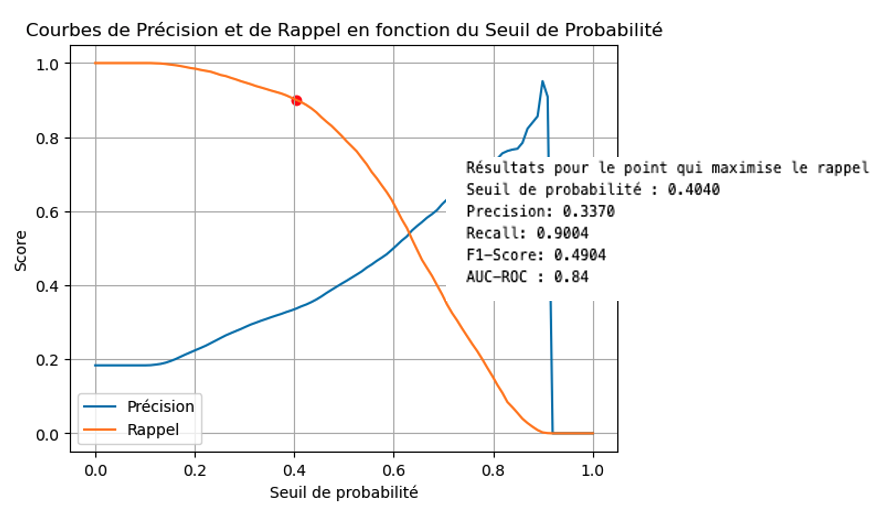 Courbes de Précision et de Rappel en fonction du Seuil de Probabilité
1.0
0.8
0.6
0.4
0.2
0.0
Score
Résultats pour le point qui maximise le rappel
Seuil de probabilité : 0.4040
Precision: 0.3370
Recall: 0.9004
F1-Score: 0.4904
AUC-ROC : 0.84
Précision
Rappel
0.0 0.2 0.4 0.6 0.8 1.0
Seuil de probabilité